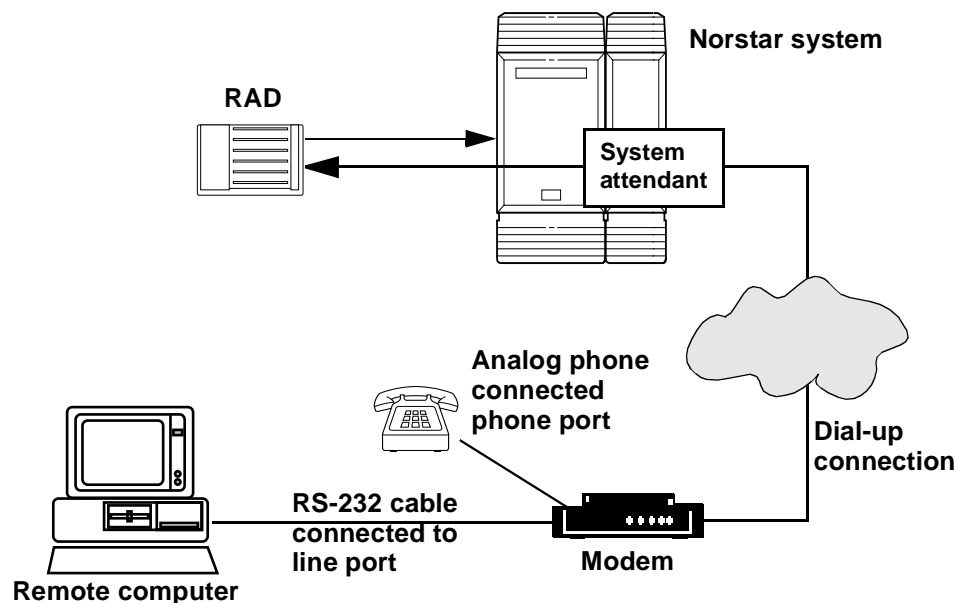 Norstar system
RAD
System
attendant
Analog phone
connected
phone port
Dial-up
connection
RS-232 cable
connected to
line port
Modem
Remote computer